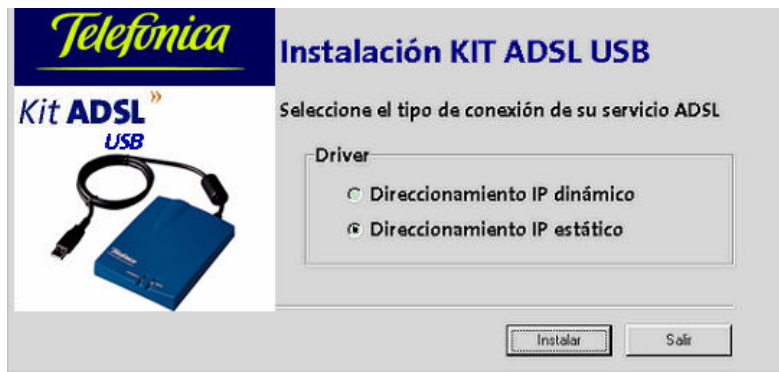 Telefónica
Instalación KIT ADSL USB
Kit ADSL »
USB
Seleccione el tipo de conexión de su servicio ADSL
Driver
Direccionamiento IP dinámico
Direccionamiento IP estático
Telefónica
Instalar
Salir